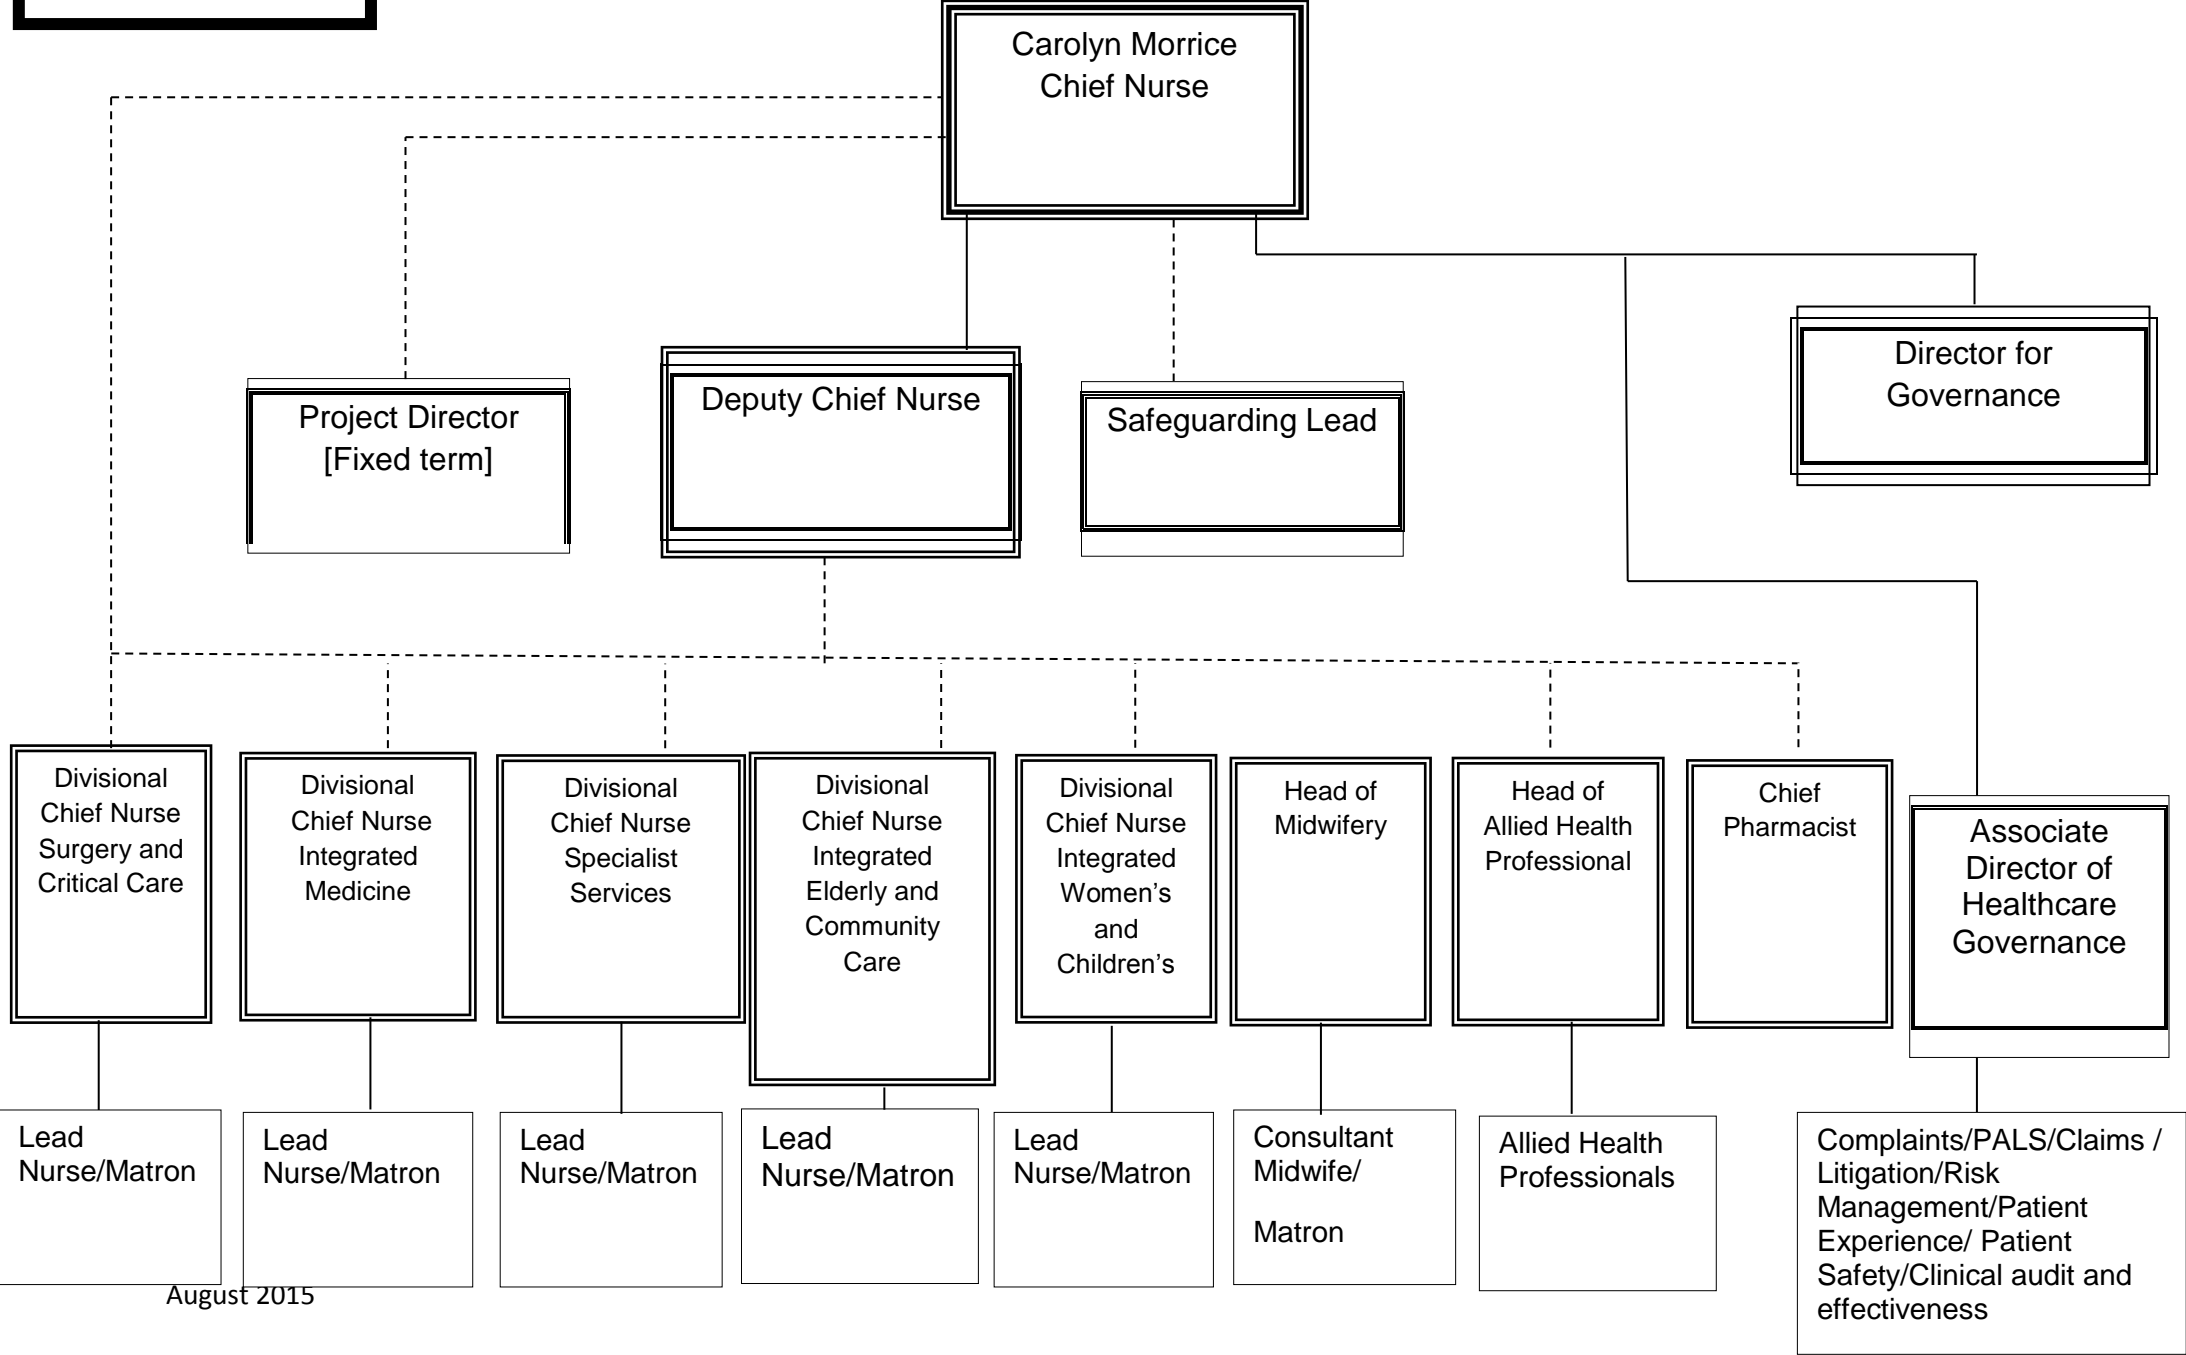 Carolyn Morrice
Chief Nurse
Project Director
[Fixed term]
Deputy Chief Nurse
Safeguarding Lead
Director for
Governance
Divisional
Chief Nurse
Surgery and
Critical Care
Divisional
Chief Nurse
Integrated
Medicine
Divisional
Chief Nurse
Specialist
Services
Divisional
Chief Nurse
Integrated
Elderly and
Community
Care
Divisional
Chief Nurse
Integrated
Women’s
and
Children’s
Head of
Midwifery
Head of
Allied Health
Professional
Chief
Pharmacist
Associate
Director of
Healthcare
Governance
Lead
Nurse/Matron
Lead
Nurse/Matron
Lead
Nurse/Matron
Lead
Nurse/Matron
Lead
Nurse/Matron
Consultant
Midwife/
Matron
Allied Health
Professionals
Complaints/PALS/Claims /
Litigation/Risk
Management/Patient
Experience/ Patient
Safety/Clinical audit and
effectiveness
August 2015